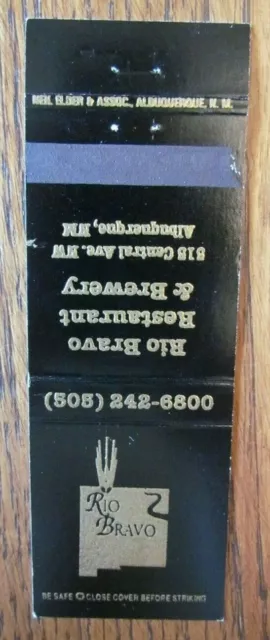 NEIL ELDER & ASSOC., ALBUQUERQUE, N. M.
Rio Bravo
Restaurant
& Brewery
515 Central Ave. NW
Albuquerque, NM
(505) 242-6800
RIO
BRAVO
BE SAFE CLOSE COVER BEFORE STRIKING